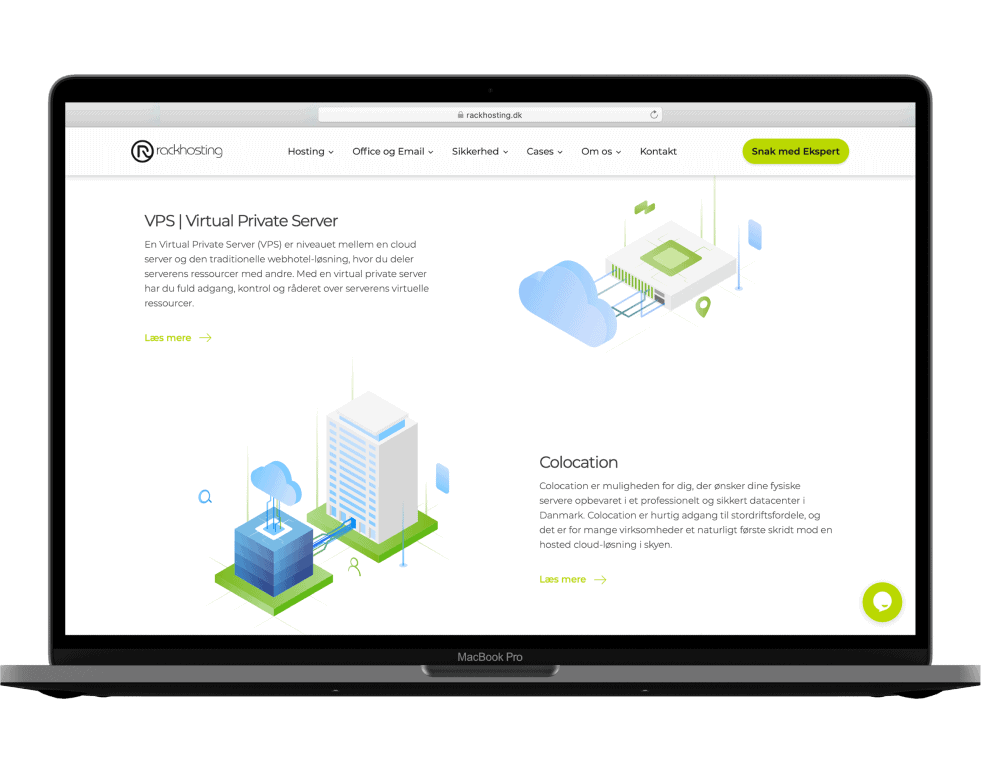 rackhosting.dk
rackhosting
Hosting
Office og Email
Sikkerhed
Cases
Om os
Kontakt
Snak med Ekspert
VPS | Virtual Private Server
En Virtual Private Server (VPS) er niveauet mellem en cloud
server og den traditionelle webhotel-løsning, hvor du deler
serverens ressourcer med andre. Med en virtual private server
har du fuld adgang, kontrol og råderet over serverens virtuelle
ressourcer.
Læs mere
Colocation
Colocation er muligheden for dig, der ønsker dine fysiske
servere opbevaret i et professionelt og sikkert datacenter i
Danmark. Colocation er hurtig adgang til stordriftsfordele, og
det er for mange virksomheder et naturligt første skridt mod en
hosted cloud-løsning i skyen.
Læs mere
MacBook Pro